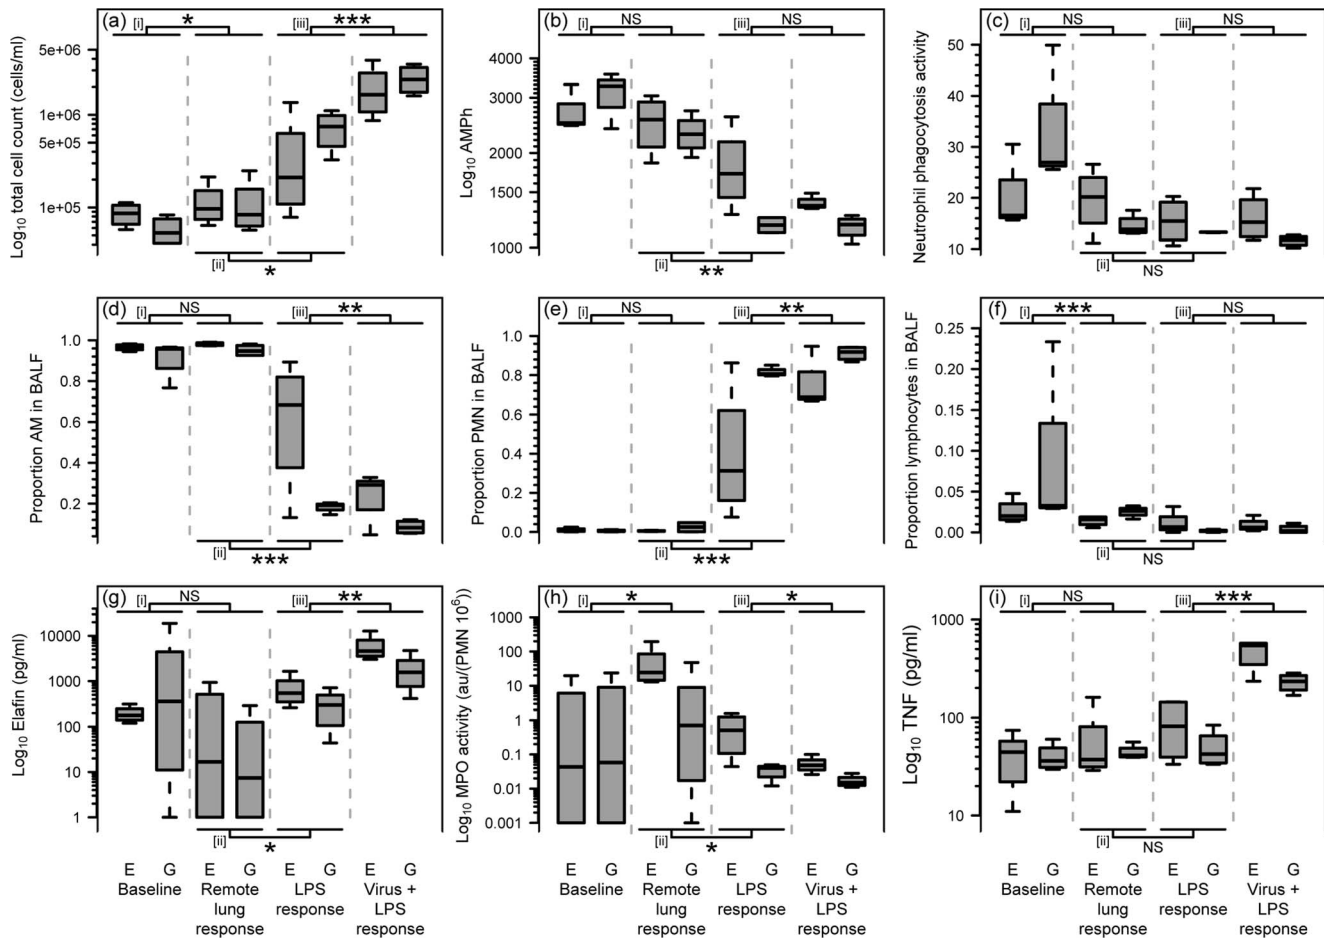 (a) [i] * [iii] ***
Log10 total cell count (cells/ml)
5e+06
1e+06
5e+05
1e+05
[ii] *
(b) [i] NS [iii] NS
Log10 AMPh
4000
3000
2000
1500
1000
[ii] **
(c) [i] NS [iii] NS
Neutrophil phagocytosis activity
50
40
30
20
10
[ii] NS
(d) [i] NS [iii] **
Proportion AM in BALF
1.0
0.8
0.6
0.4
0.2
[ii] ***
(e) [i] NS [iii] **
Proportion PMN in BALF
1.0
0.8
0.6
0.4
0.2
0.0
[ii] ***
(f) [i] *** [iii] NS
Proportion lymphocytes in BALF
0.25
0.20
0.15
0.10
0.05
0.00
[ii] NS
(g) [i] NS [iii] **
Log10 Elafin (pg/ml)
10000
1000
100
10
1
[ii] *
(h) [i] * [iii] *
Log10 MPO activity (au/(PMN 10^6))
1000
100
10
1
0.1
0.01
0.001
[ii] *
(i) [i] NS [iii] ***
Log10 TNF (pg/ml)
1000
100
10
[ii] NS
E G E G E G E G
Baseline Remote LPS Virus +
lung response LPS
response response
E G E G E G E G
Baseline Remote LPS Virus +
lung response LPS
response response
E G E G E G E G
Baseline Remote LPS Virus +
lung response LPS
response response